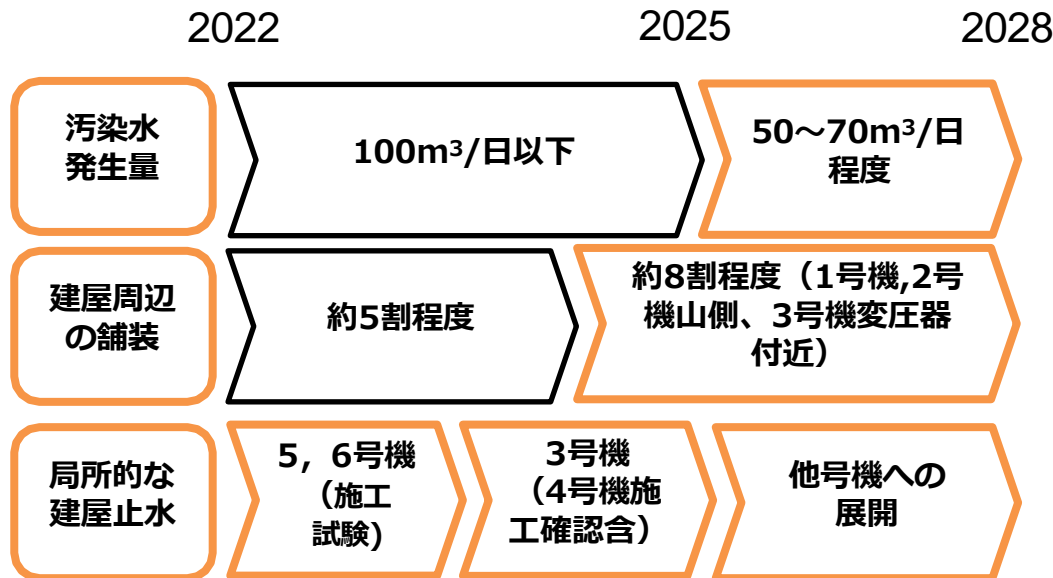 2022
2025
2028
汚染水
発生量
100m³/日以下
50～70m³/日
程度
建屋周辺
の舗装
約5割程度
約8割程度（1号機,2号
機山側、3号機変圧器
付近）
局所的な
建屋止水
5，6号機
（施工
試験)
3号機
（4号機施
工確認含）
他号機への
展開